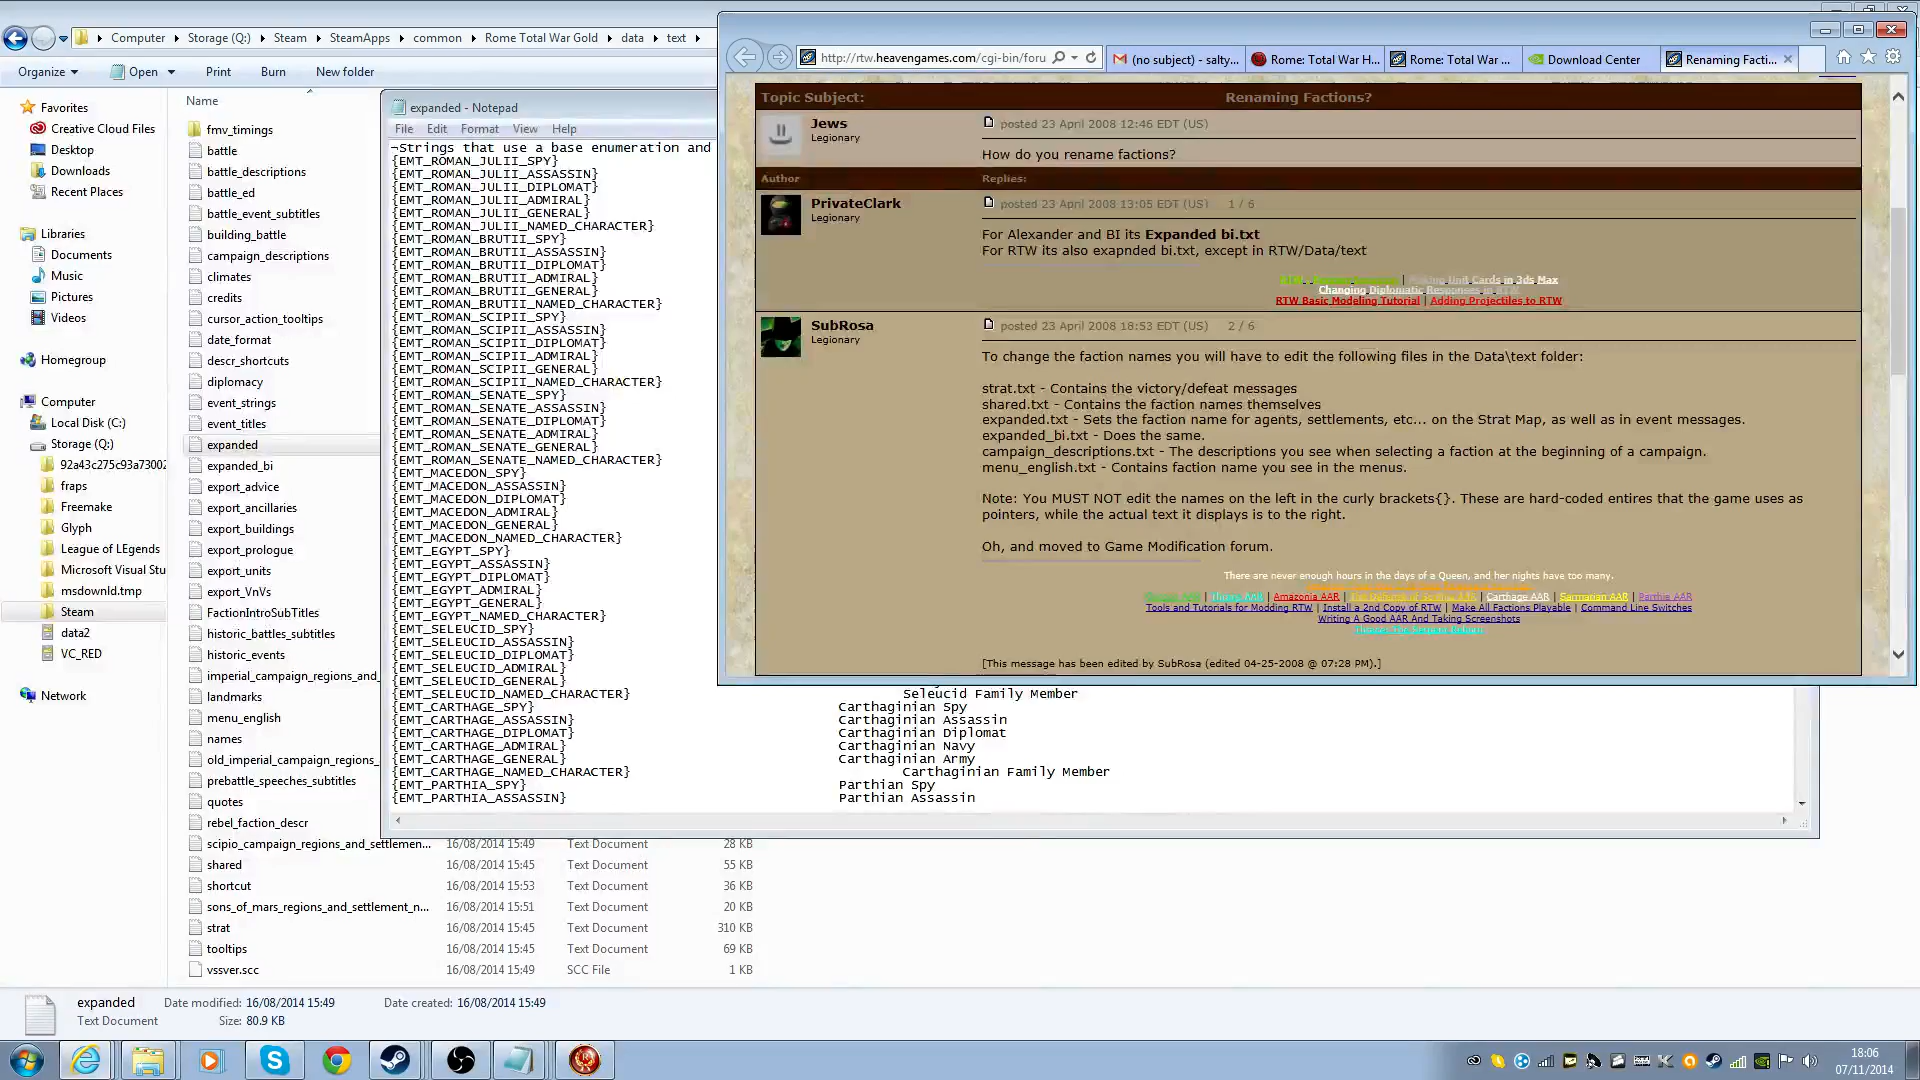 Computer
Storage (Q:)
Steam
SteamApps
common
Rome Total War Gold
data
text
Organize
Open
Print
Burn
New folder
Favorites
Creative Cloud Files
Desktop
Downloads
Recent Places
Libraries
Documents
Music
Pictures
Videos
Homegroup
Computer
Local Disk (C:)
Storage (Q:)
92a43c275c93a73002
fraps
Freemake
Glyph
League of LEgends
Microsoft Visual Stu
msdownld.tmp
Steam
data2
VC_RED
Network
Name
fmv_timings
battle
battle_descriptions
battle_ed
battle_event_subtitles
building_battle
campaign_descriptions
climates
credits
cursor_action_tooltips
date_format
descr_shortcuts
diplomacy
event_strings
event_titles
expanded
expanded_bi
export_advice
export_ancillaries
export_buildings
export_prologue
export_units
export_VnVs
FactionIntroSubTitles
historic_battles_subtitles
historic_events
imperial_campaign_regions_and_
landmarks
menu_english
names
old_imperial_campaign_regions_
prebattle_speeches_subtitles
quotes
rebel_faction_descr
scipio_campaign_regions_and_settlemen... 16/08/2014 15:49 Text Document 28 KB
shared 16/08/2014 15:45 Text Document 55 KB
shortcut 16/08/2014 15:53 Text Document 36 KB
sons_of_mars_regions_and_settlement_n... 16/08/2014 15:51 Text Document 20 KB
strat 16/08/2014 15:45 Text Document 310 KB
tooltips 16/08/2014 15:45 Text Document 69 KB
vssver.scc 16/08/2014 15:49 SCC File 1 KB
expanded - Notepad
File Edit Format View Help
¬Strings that use a base enumeration and
{EMT_ROMAN_JULII_SPY}
{EMT_ROMAN_JULII_ASSASSIN}
{EMT_ROMAN_JULII_DIPLOMAT}
{EMT_ROMAN_JULII_ADMIRAL}
{EMT_ROMAN_JULII_GENERAL}
{EMT_ROMAN_JULII_NAMED_CHARACTER}
{EMT_ROMAN_BRUTII_SPY}
{EMT_ROMAN_BRUTII_ASSASSIN}
{EMT_ROMAN_BRUTII_DIPLOMAT}
{EMT_ROMAN_BRUTII_ADMIRAL}
{EMT_ROMAN_BRUTII_GENERAL}
{EMT_ROMAN_BRUTII_NAMED_CHARACTER}
{EMT_ROMAN_SCIPII_SPY}
{EMT_ROMAN_SCIPII_ASSASSIN}
{EMT_ROMAN_SCIPII_DIPLOMAT}
{EMT_ROMAN_SCIPII_ADMIRAL}
{EMT_ROMAN_SCIPII_GENERAL}
{EMT_ROMAN_SCIPII_NAMED_CHARACTER}
{EMT_ROMAN_SENATE_SPY}
{EMT_ROMAN_SENATE_ASSASSIN}
{EMT_ROMAN_SENATE_DIPLOMAT}
{EMT_ROMAN_SENATE_ADMIRAL}
{EMT_ROMAN_SENATE_GENERAL}
{EMT_ROMAN_SENATE_NAMED_CHARACTER}
{EMT_MACEDON_SPY}
{EMT_MACEDON_ASSASSIN}
{EMT_MACEDON_DIPLOMAT}
{EMT_MACEDON_ADMIRAL}
{EMT_MACEDON_GENERAL}
{EMT_MACEDON_NAMED_CHARACTER}
{EMT_EGYPT_SPY}
{EMT_EGYPT_ASSASSIN}
{EMT_EGYPT_DIPLOMAT}
{EMT_EGYPT_ADMIRAL}
{EMT_EGYPT_GENERAL}
{EMT_EGYPT_NAMED_CHARACTER}
{EMT_SELEUCID_SPY}
{EMT_SELEUCID_ASSASSIN}
{EMT_SELEUCID_DIPLOMAT}
{EMT_SELEUCID_ADMIRAL}
{EMT_SELEUCID_GENERAL}
{EMT_SELEUCID_NAMED_CHARACTER} Seleucid Family Member
{EMT_CARTHAGE_SPY} Carthaginian Spy
{EMT_CARTHAGE_ASSASSIN} Carthaginian Assassin
{EMT_CARTHAGE_DIPLOMAT} Carthaginian Diplomat
{EMT_CARTHAGE_ADMIRAL} Carthaginian Navy
{EMT_CARTHAGE_GENERAL} Carthaginian Army
{EMT_CARTHAGE_NAMED_CHARACTER} Carthaginian Family Member
{EMT_PARTHIA_SPY} Parthian Spy
{EMT_PARTHIA_ASSASSIN} Parthian Assassin
http://rtw.heavengames.com/cgi-bin/foru
(no subject) - salty...
Rome: Total War H...
Rome: Total War ...
Download Center
Renaming Facti...
Topic Subject: Renaming Factions?
Jews posted 23 April 2008 12:46 EDT (US)
Legionary
How do you rename factions?
Author Replies:
PrivateClark posted 23 April 2008 13:05 EDT (US) 1 / 6
Legionary
For Alexander and BI its Expanded bi.txt
For RTW its also exapnded bi.txt, except in RTW/Data/text
Unit Cards in 3ds Max
Changing Diplomatic Responses in RTW
RTW Basic Modeling Tutorial | Adding Projectiles to RTW
SubRosa posted 23 April 2008 18:53 EDT (US) 2 / 6
Legionary
To change the faction names you will have to edit the following files in the Data\text folder:
strat.txt - Contains the victory/defeat messages
shared.txt - Contains the faction names themselves
expanded.txt - Sets the faction name for agents, settlements, etc... on the Strat Map, as well as in event messages.
expanded_bi.txt - Does the same.
campaign_descriptions.txt - The descriptions you see when selecting a faction at the beginning of a campaign.
menu_english.txt - Contains faction name you see in the menus.
Note: You MUST NOT edit the names on the left in the curly brackets{}. These are hard-coded entires that the game uses as
pointers, while the actual text it displays is to the right.
Oh, and moved to Game Modification forum.
There are never enough hours in the days of a Queen, and her nights have too many.
Amazonia AAR | Carthage AAR | Sarmatian AAR | Parthia AAR
Tools and Tutorials for Modding RTW | Install a 2nd Copy of RTW | Make All Factions Playable | Command Line Switches
Writing A Good AAR And Taking Screenshots
[This message has been edited by SubRosa (edited 04-25-2008 @ 07:28 PM).]
expanded Date modified: 16/08/2014 15:49 Date created: 16/08/2014 15:49
Text Document Size: 80.9 KB
18:06
07/11/2014